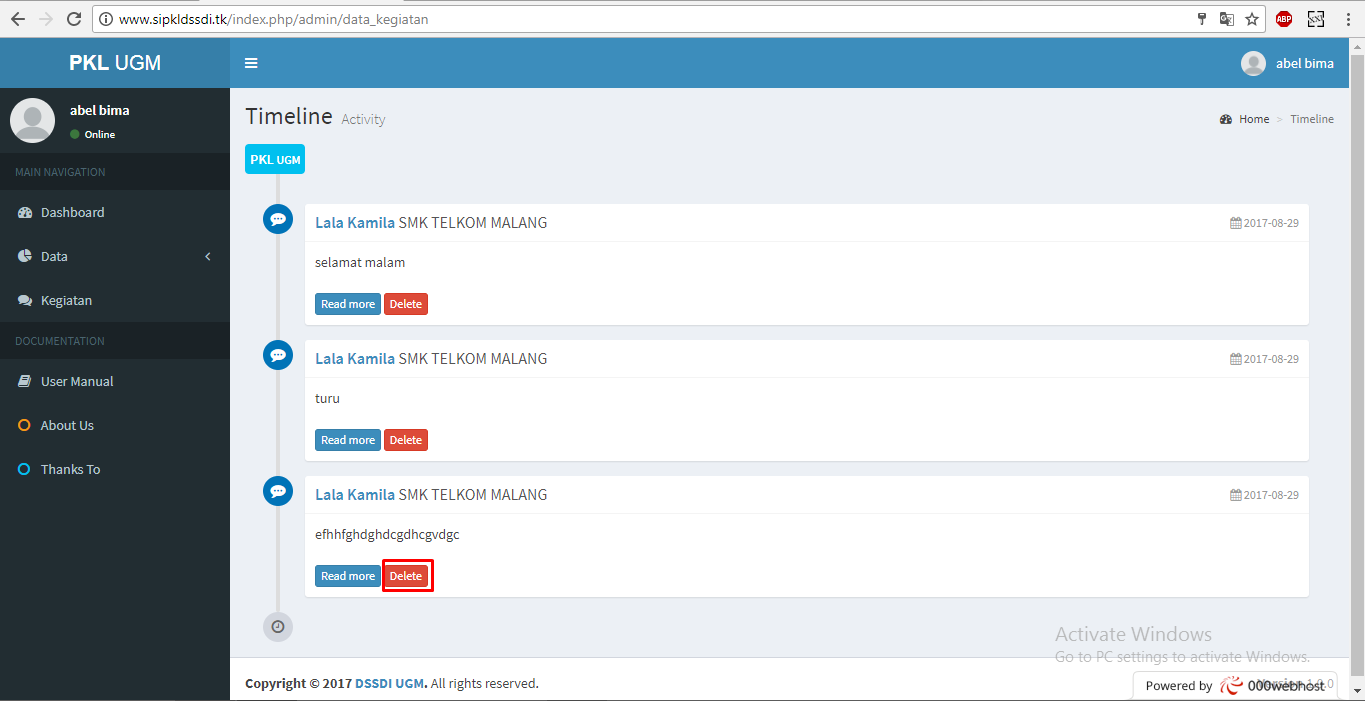 www.sipkldssdi.tk/index.php/admin/data_kegiatan
ABP
PKL UGM
abel bima
abel bima
Online
MAIN NAVIGATION
Dashboard
Data
Kegiatan
DOCUMENTATION
User Manual
About Us
Thanks To
Timeline Activity
Home > Timeline
PKL UGM
Lala Kamila SMK TELKOM MALANG
2017-08-29
selamat malam
Read more Delete
Lala Kamila SMK TELKOM MALANG
2017-08-29
turu
Read more Delete
Lala Kamila SMK TELKOM MALANG
2017-08-29
efhhfghdghdcgdhcgvdgc
Read more Delete
Activate Windows
Go to PC settings to activate Windows.
Copyright © 2017 DSSDI UGM. All rights reserved.
Powered by 000webhost